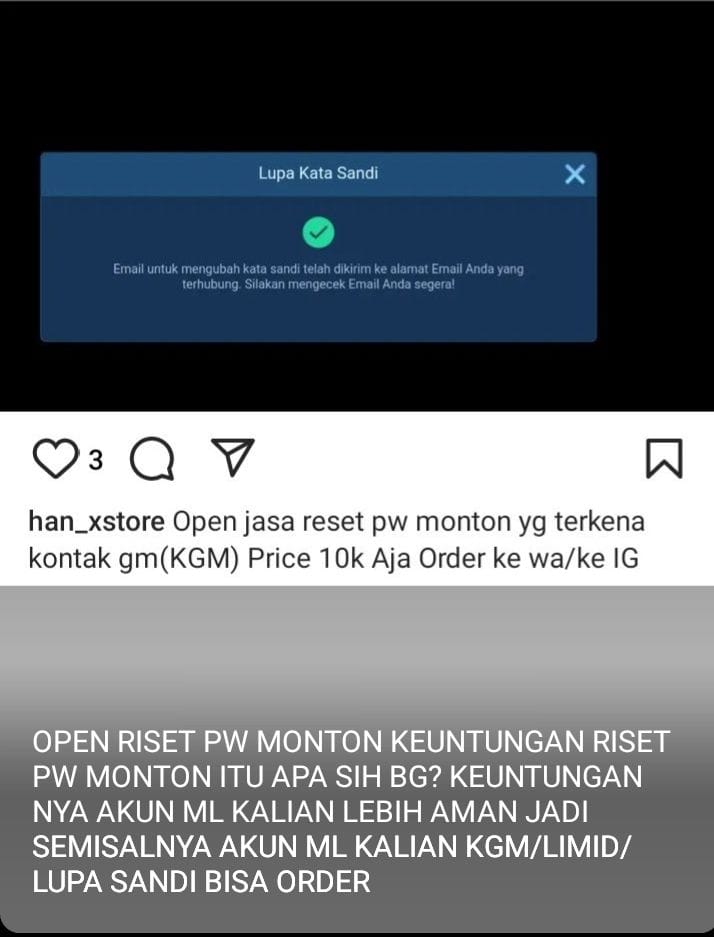 Lupa Kata Sandi
Email untuk mengubah kata sandi telah dikirim ke alamat Email Anda yang
terhubung. Silakan mengecek Email Anda segera!
3
han_xstore Open jasa reset pw monton yg terkena
kontak gm(KGM) Price 10k Aja Order ke wa/ke IG
OPEN RISET PW MONTON KEUNTUNGAN RISET
PW MONTON ITU APA SIH BG? KEUNTUNGAN
NYA AKUN ML KALIAN LEBIH AMAN JADI
SEMISALNYA AKUN ML KALIAN KGM/LIMID/
LUPA SANDI BISA ORDER